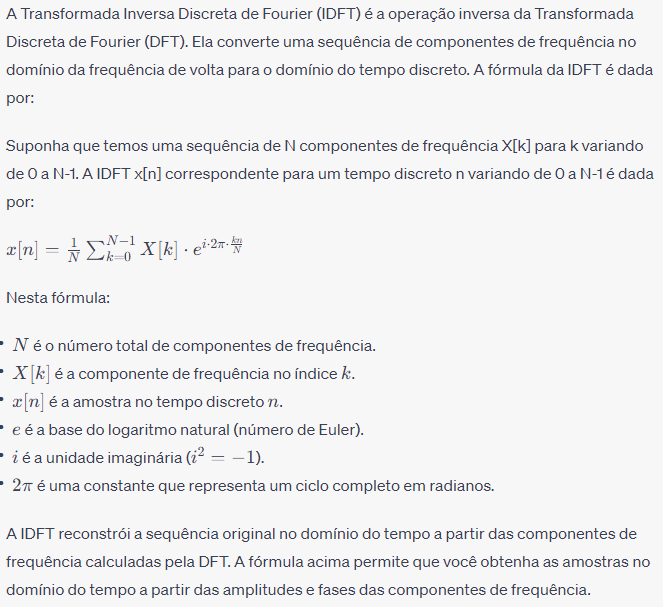 A Transformada Inversa Discreta de Fourier (IDFT) é a operação inversa da Transformada
Discreta de Fourier (DFT). Ela converte uma sequência de componentes de frequência no
domínio da frequência de volta para o domínio do tempo discreto. A fórmula da IDFT é dada
por:
Suponha que temos uma sequência de N componentes de frequência X[k] para k variando
de 0 a N-1. A IDFT x[n] correspondente para um tempo discreto n variando de 0 a N-1 é dada
por:
$x[n] = \frac{1}{N} \sum_{k=0}^{N-1} X[k] \cdot e^{i \cdot 2\pi \cdot \frac{kn}{N}}$
Nesta fórmula:
• $N$ é o número total de componentes de frequência.
• $X[k]$ é a componente de frequência no índice $k$.
• $x[n]$ é a amostra no tempo discreto $n$.
• $e$ é a base do logaritmo natural (número de Euler).
• $i$ é a unidade imaginária ($i^2 = -1$).
• $2\pi$ é uma constante que representa um ciclo completo em radianos.
A IDFT reconstrói a sequência original no domínio do tempo a partir das componentes de
frequência calculadas pela DFT. A fórmula acima permite que você obtenha as amostras no
domínio do tempo a partir das amplitudes e fases das componentes de frequência.